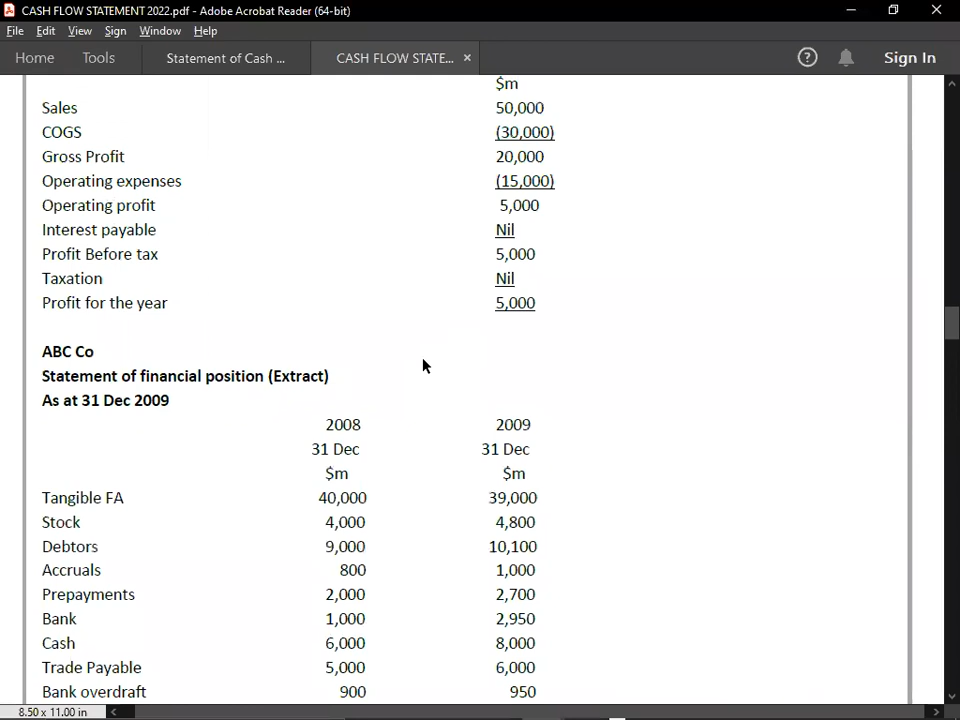 CASH FLOW STATEMENT 2022.pdf - Adobe Acrobat Reader (64-bit)
File Edit View Sign Window Help
Home Tools Statement of Cash ... CASH FLOW STATE... × Sign In
$m
Sales 50,000
COGS (30,000)
Gross Profit 20,000
Operating expenses (15,000)
Operating profit 5,000
Interest payable Nil
Profit Before tax 5,000
Taxation Nil
Profit for the year 5,000
ABC Co
Statement of financial position (Extract)
As at 31 Dec 2009
2008 2009
31 Dec 31 Dec
$m $m
Tangible FA 40,000 39,000
Stock 4,000 4,800
Debtors 9,000 10,100
Accruals 800 1,000
Prepayments 2,000 2,700
Bank 1,000 2,950
Cash 6,000 8,000
Trade Payable 5,000 6,000
Bank overdraft 900 950
8.50 x 11.00 in